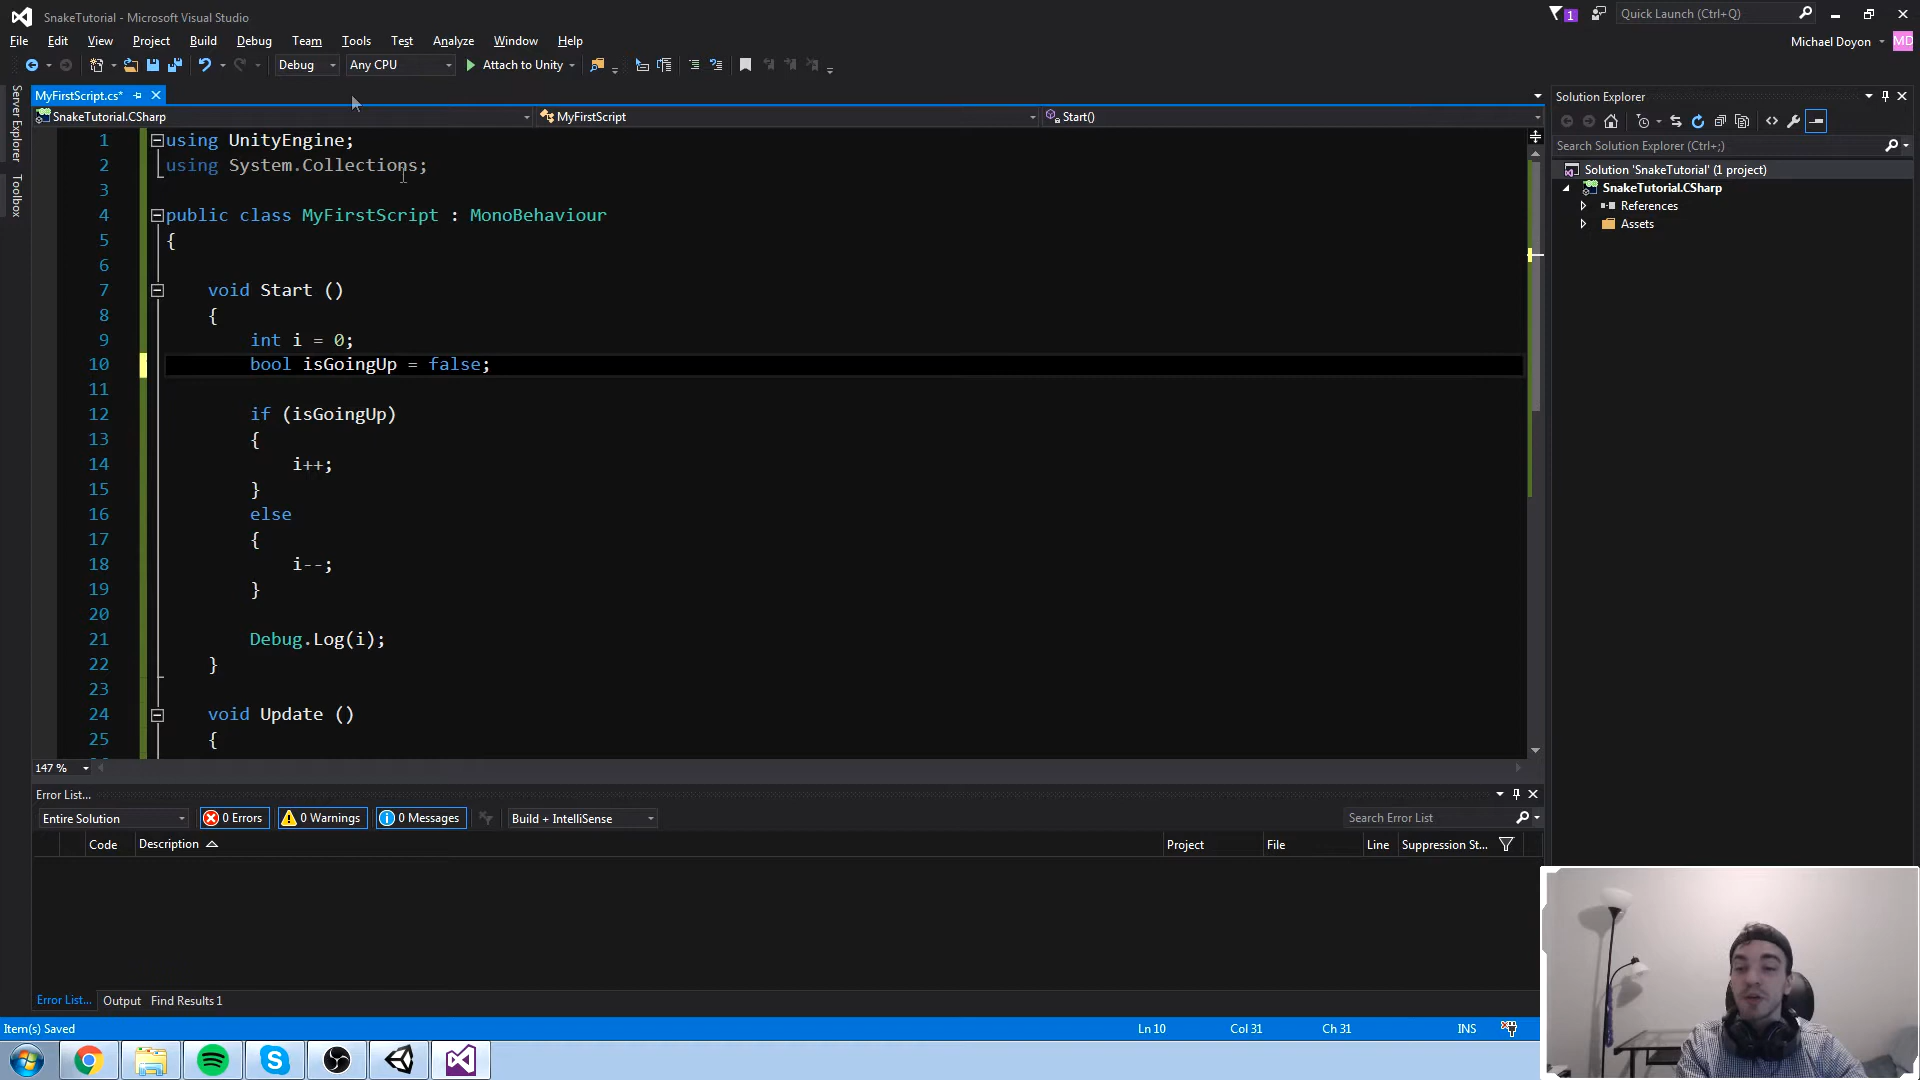 SnakeTutorial - Microsoft Visual Studio
1
Quick Launch (Ctrl+Q)
File Edit View Project Build Debug Team Tools Test Analyze Window Help
Michael Doyon
MD
Debug Any CPU Attach to Unity
Server Explorer
Toolbox
MyFirstScript.cs*
SnakeTutorial.CSharp MyFirstScript Start()
1 using UnityEngine;
2 using System.Collections;
3
4 public class MyFirstScript : MonoBehaviour
5 {
6
7 void Start ()
8 {
9 int i = 0;
10 bool isGoingUp = false;
11
12 if (isGoingUp)
13 {
14 i++;
15 }
16 else
17 {
18 i--;
19 }
20
21 Debug.Log(i);
22 }
23
24 void Update ()
25 {
147 %
Solution Explorer
Search Solution Explorer (Ctrl+;)
Solution 'SnakeTutorial' (1 project)
SnakeTutorial.CSharp
References
Assets
Error List...
Entire Solution 0 Errors 0 Warnings 0 Messages Build + IntelliSense Search Error List
Code Description Project File Line Suppression St...
Error List... Output Find Results 1
Item(s) Saved Ln 10 Col 31 Ch 31 INS